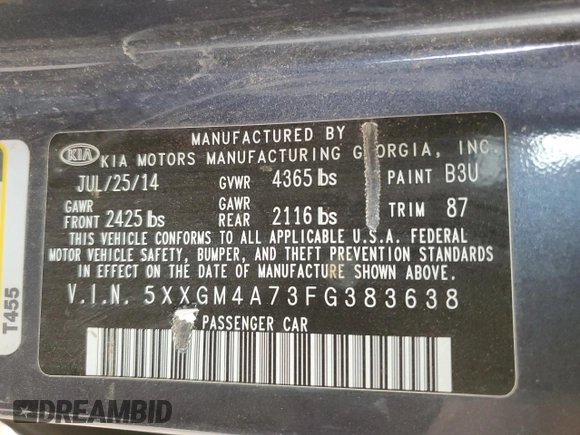 MANUFACTURED BY
KIA KIA MOTORS MANUFACTURING GEORGIA, INC.
JUL/25/14 GVWR 4365 lbs PAINT B3U
GAWR FRONT 2425 lbs GAWR REAR 2116 lbs TRIM 87
THIS VEHICLE CONFORMS TO ALL APPLICABLE U.S.A. FEDERAL
MOTOR VEHICLE SAFETY, BUMPER, AND THEFT PREVENTION STANDARDS
IN EFFECT ON THE DATE OF MANUFACTURE SHOWN ABOVE.
V.I.N. 5XXGM4A73FG383638
PASSENGER CAR
T455
DREAMBID